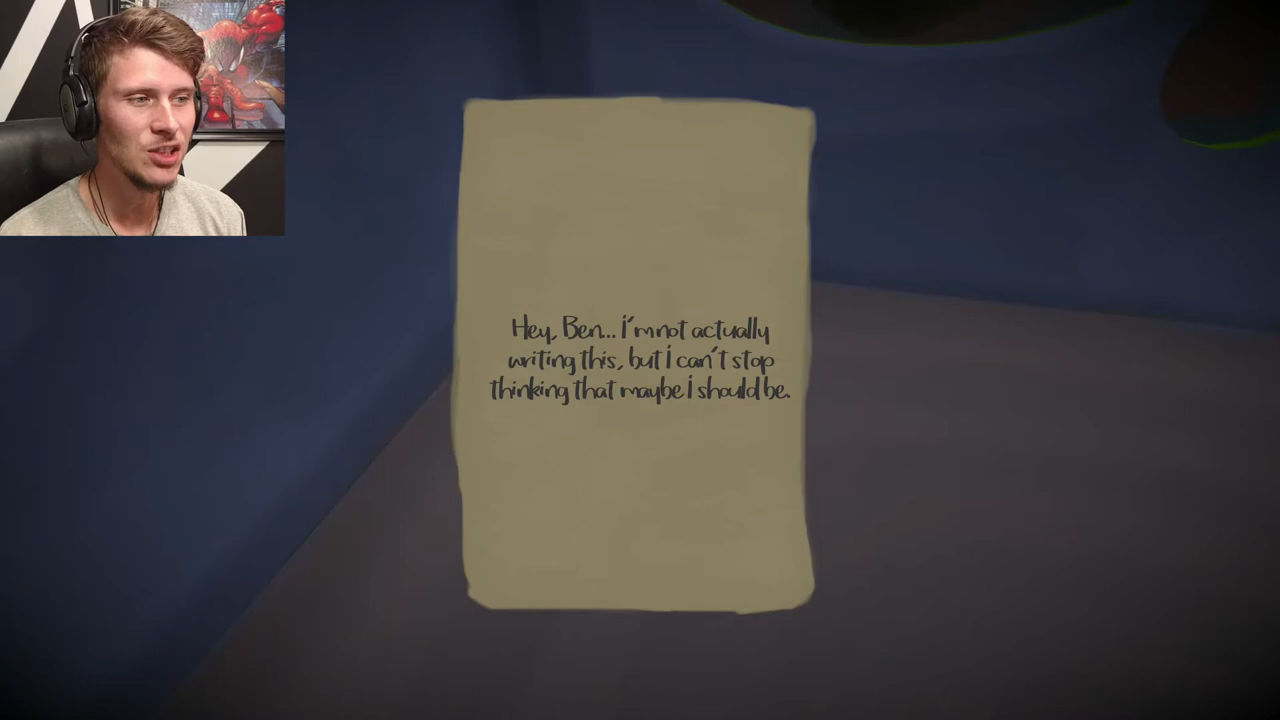 Hey, Ben... I'm not actually
writing this, but I can't stop
thinking that maybe I should be.